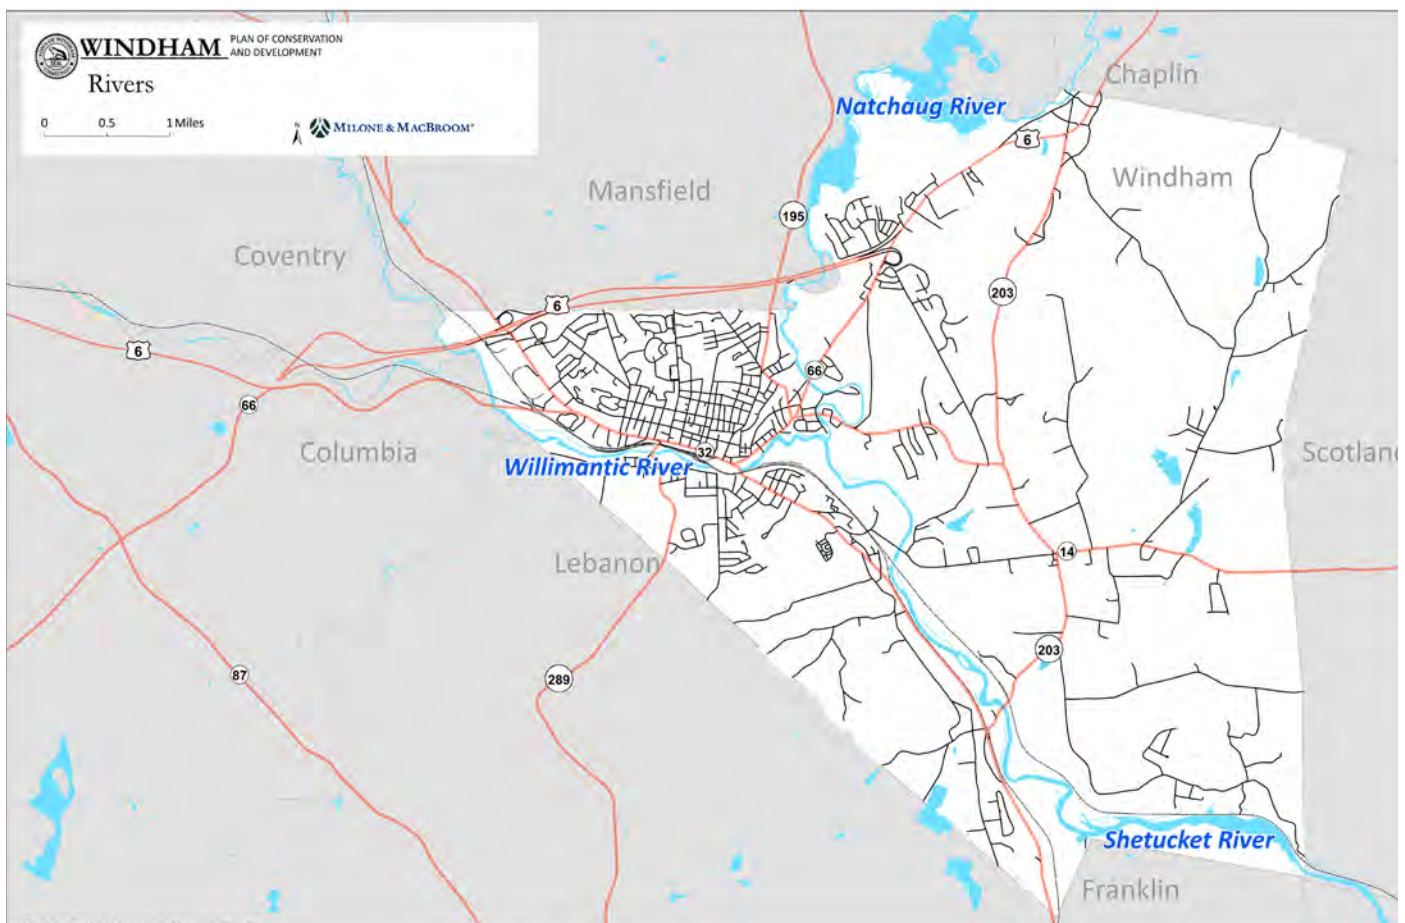 WINDHAM PLAN OF CONSERVATION
AND DEVELOPMENT
Rivers
0 0.5 1 Miles
N
MILONE & MACBROOM
Chaplin
Natchaug River
6
Windham
Mansfield
195
Coventry
203
6
6
66
66
Columbia
32
Scotland
Willimantic River
14
Lebanon
203
87
289
Shetucket River
Franklin